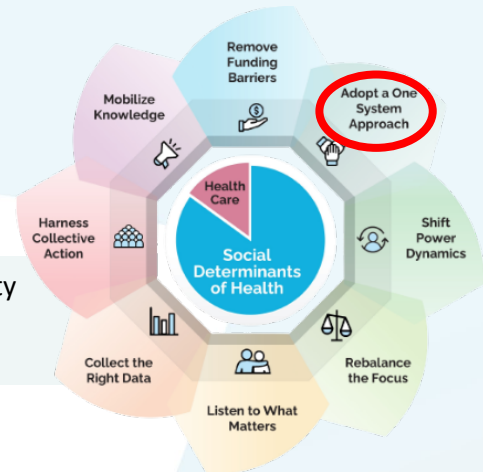 Remove
Funding
Barriers
Adopt a One
System
Approach
Shift
Power
Dynamics
Rebalance
the Focus
Listen to What
Matters
Collect the
Right Data
Harness
Collective
Action
Mobilize
Knowledge
Health
Care
Social
Determinants
of Health
ty